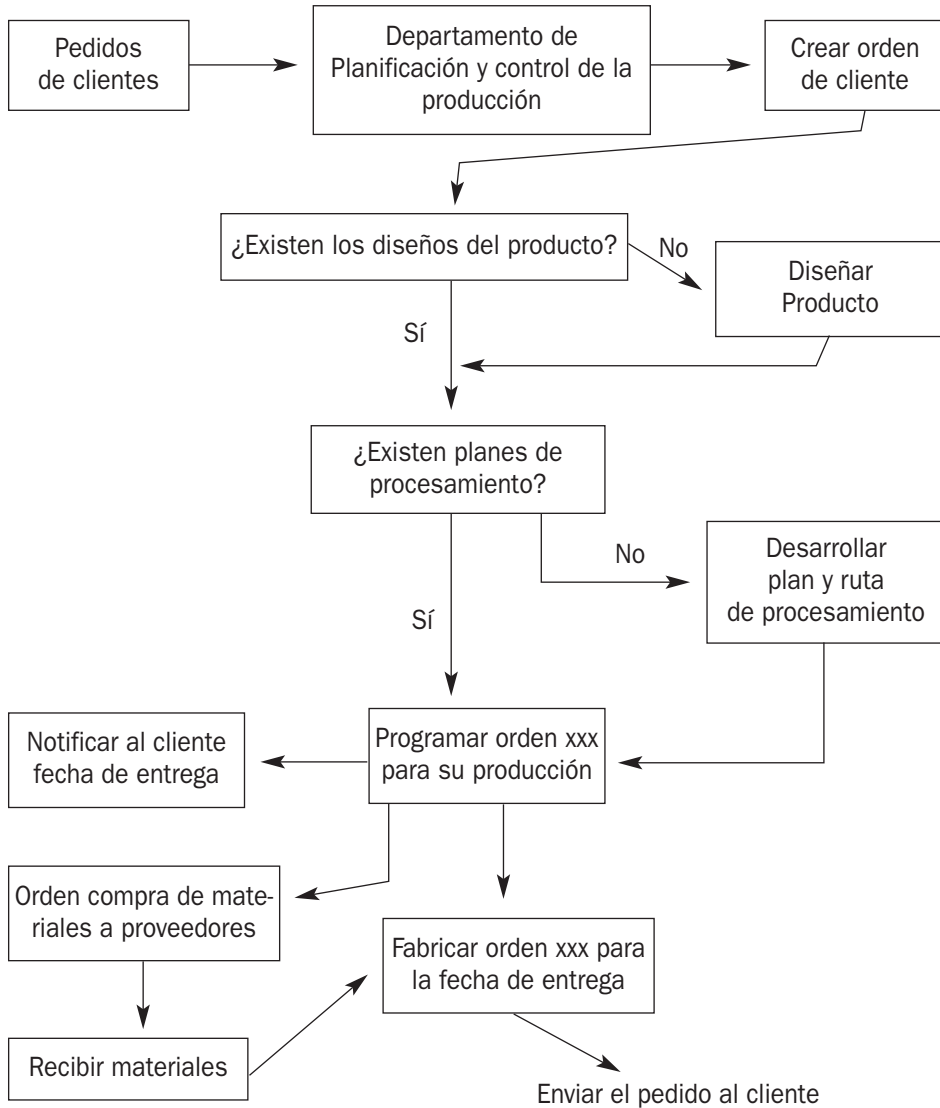 Pedidos
de clientes
Departamento de
Planificación y control de la
producción
Crear orden
de cliente
¿Existen los diseños del producto?
No
Diseñar
Producto
Sí
¿Existen planes de
procesamiento?
No
Desarrollar
plan y ruta
de procesamiento
Sí
Notificar al cliente
fecha de entrega
Programar orden xxx
para su producción
Orden compra de mate-
riales a proveedores
Fabricar orden xxx para
la fecha de entrega
Recibir materiales
Enviar el pedido al cliente